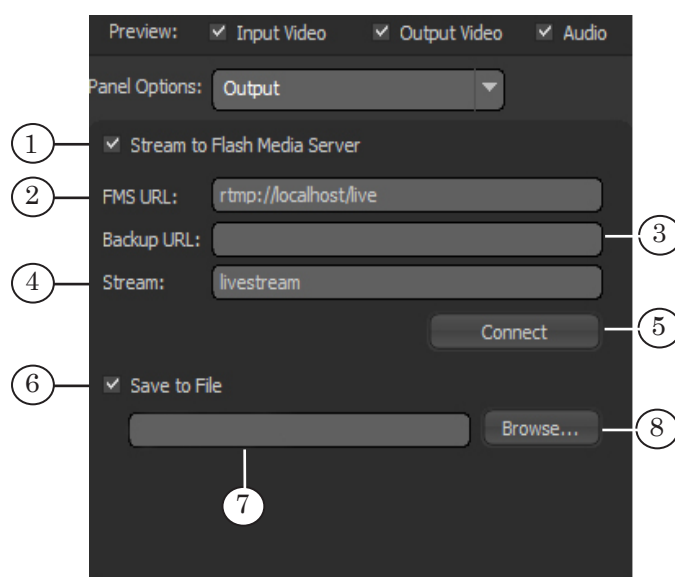 Preview: Input Video Output Video Audio
Panel Options: Output
1 Stream to Flash Media Server
2 FMS URL: rtmp://localhost/live
Backup URL: 3
4 Stream: livestream
Connect 5
6 Save to File
Browse... 8
7